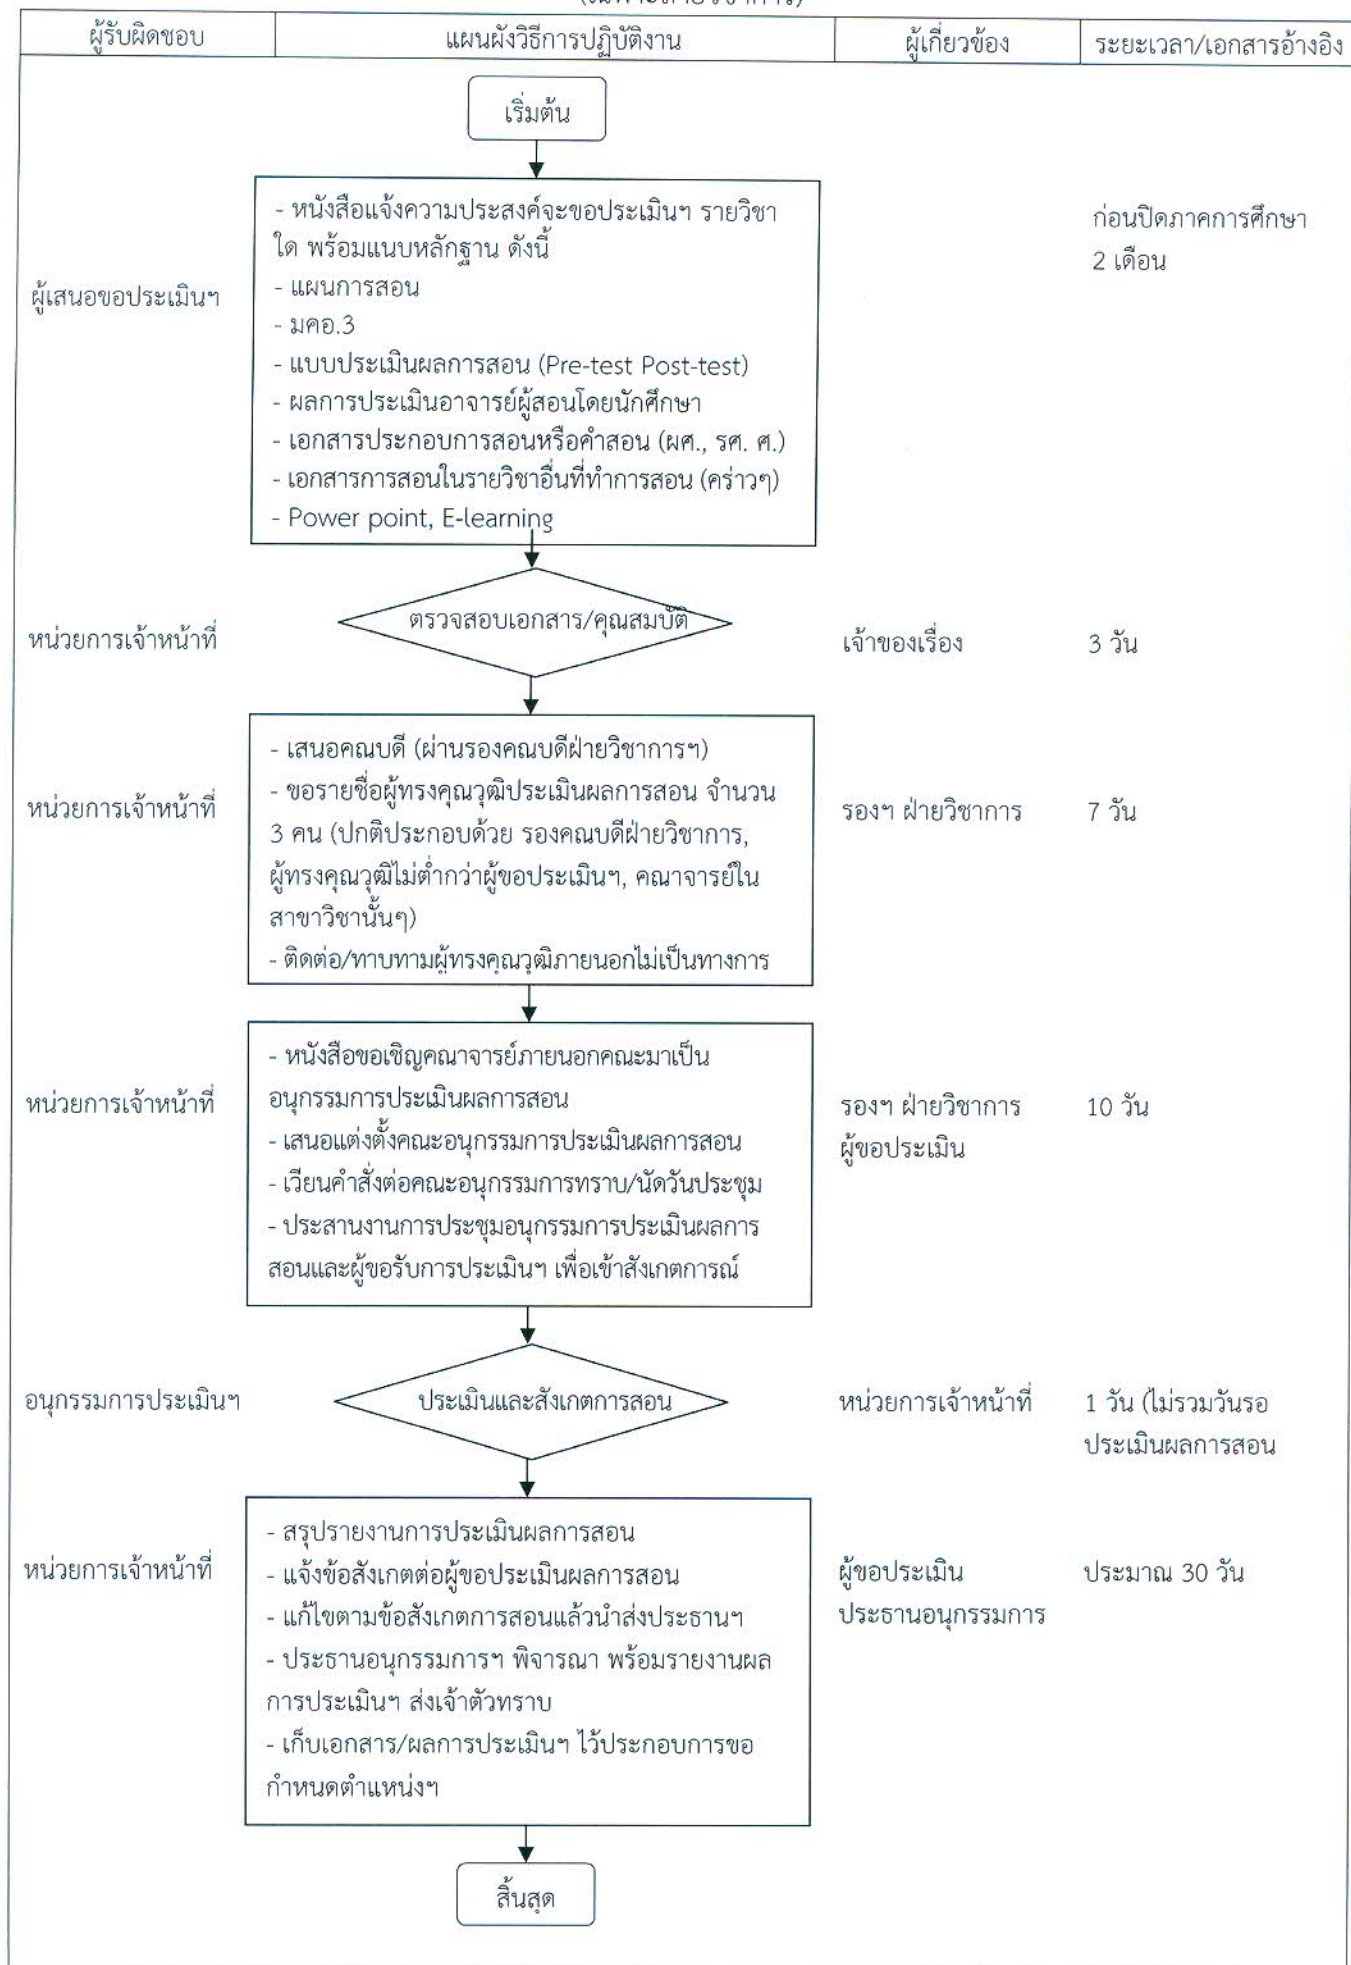 ผู้รับผิดชอบ
แผนผังวิธีการปฏิบัติงาน
ผู้เกี่ยวข้อง
ระยะเวลา/เอกสารอ้างอิง
เริ่มต้น
ผู้เสนอขอประเมินฯ
- หนังสือแจ้งความประสงค์จะขอประเมินฯ รายวิชา
ใด พร้อมแนบหลักฐาน ดังนี้
- แผนการสอน
- มคอ.3
- แบบประเมินผลการสอน (Pre-test Post-test)
- ผลการประเมินอาจารย์ผู้สอนโดยนักศึกษา
- เอกสารประกอบการสอนหรือคำสอน (ผศ., รศ. ศ.)
- เอกสารการสอนในรายวิชาอื่นที่ทำการสอน (คร่าวๆ)
- Power point, E-learning
ก่อนปิดภาคการศึกษา
2 เดือน
หน่วยการเจ้าหน้าที่
ตรวจสอบเอกสาร/คุณสมบัติ
เจ้าของเรื่อง
3 วัน
หน่วยการเจ้าหน้าที่
- เสนอคณบดี (ผ่านรองคณบดีฝ่ายวิชาการฯ)
- ขอรายชื่อผู้ทรงคุณวุฒิประเมินผลการสอน จำนวน
3 คน (ปกติประกอบด้วย รองคณบดีฝ่ายวิชาการ,
ผู้ทรงคุณวุฒิไม่ต่ำกว่าผู้ขอประเมินฯ, คณาจารย์ใน
สาขาวิชานั้นๆ)
- ติดต่อ/ทาบทามผู้ทรงคุณวุฒิภายนอกไม่เป็นทางการ
รองฯ ฝ่ายวิชาการ
7 วัน
หน่วยการเจ้าหน้าที่
- หนังสือขอเชิญคณาจารย์ภายนอกคณะมาเป็น
อนุกรรมการประเมินผลการสอน
- เสนอแต่งตั้งคณะอนุกรรมการประเมินผลการสอน
- เวียนคำสั่งต่อคณะอนุกรรมการทราบ/นัดวันประชุม
- ประสานงานการประชุมอนุกรรมการประเมินผลการ
สอนและผู้ขอรับการประเมินฯ เพื่อเข้าสังเกตการณ์
รองฯ ฝ่ายวิชาการ
ผู้ขอประเมิน
10 วัน
อนุกรรมการประเมินฯ
ประเมินและสังเกตการสอน
หน่วยการเจ้าหน้าที่
1 วัน (ไม่รวมวันรอ
ประเมินผลการสอน
หน่วยการเจ้าหน้าที่
- สรุปรายงานการประเมินผลการสอน
- แจ้งข้อสังเกตต่อผู้ขอประเมินผลการสอน
- แก้ไขตามข้อสังเกตการสอนแล้วนำส่งประธานฯ
- ประธานอนุกรรมการฯ พิจารณา พร้อมรายงานผล
การประเมินฯ ส่งเจ้าตัวทราบ
- เก็บเอกสาร/ผลการประเมินฯ ไว้ประกอบการขอ
กำหนดตำแหน่งฯ
ผู้ขอประเมิน
ประธานอนุกรรมการ
ประมาณ 30 วัน
สิ้นสุด